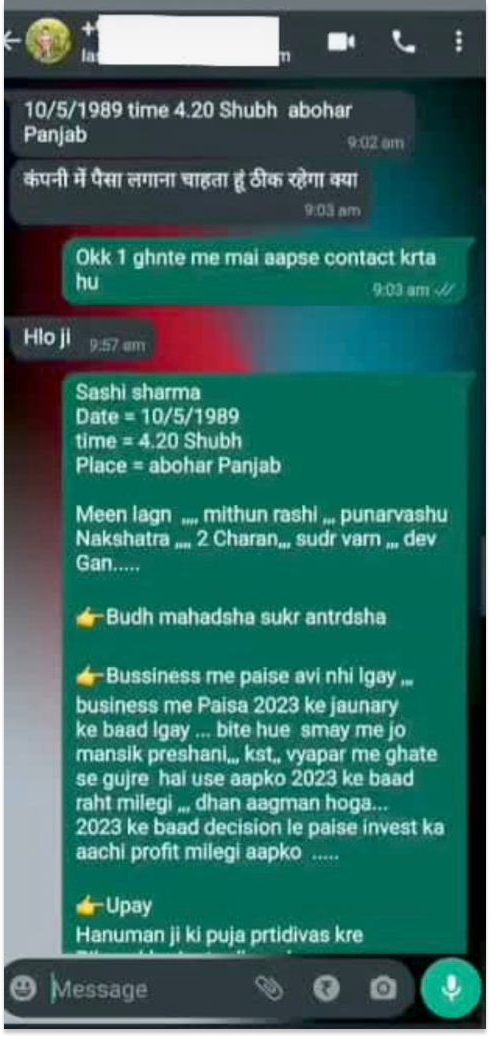 10/5/1989 time 4.20 Shubh abohar
Panjab
9:02 am
कंपनी में पैसा लगाना चाहता हूं ठीक रहेगा क्या
9:03 am
Okk 1 ghnte me mai aapse contact krta
hu
9:03 am
Hlo ji
9:57 am
Sashi sharma
Date = 10/5/1989
time = 4.20 Shubh
Place = abohar Panjab
Meen lagn ,,,, mithun rashi ,,, punarvashu
Nakshatra ,,,, 2 Charan,,, sudr varn ,,, dev
Gan.....
👉Budh mahadsha sukr antrdsha
👉Bussiness me paise avi nhi lgay ,,,
business me Paisa 2023 ke jaunary
ke baad lgay ... bite hue smay me jo
mansik preshani,,, kst,, vyapar me ghate
se gujre hai use aapko 2023 ke baad
raht milegi ,,, dhan aagman hoga...
2023 ke baad decision le paise invest ka
aachi profit milegi aapko .....
👉Upay
Hanuman ji ki puja prtidivas kre
Message